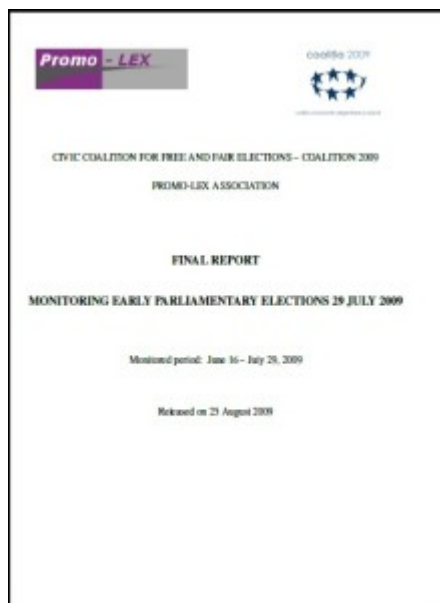 Promo - LEX
coalitia 2009
CIVIC COALITION FOR FREE AND FAIR ELECTIONS – COALITION 2009
PROMO-LEX ASSOCIATION
FINAL REPORT
MONITORING EARLY PARLIAMENTARY ELECTIONS 29 JULY 2009
Monitored period: June 16 – July 29, 2009
Released on 25 August 2009